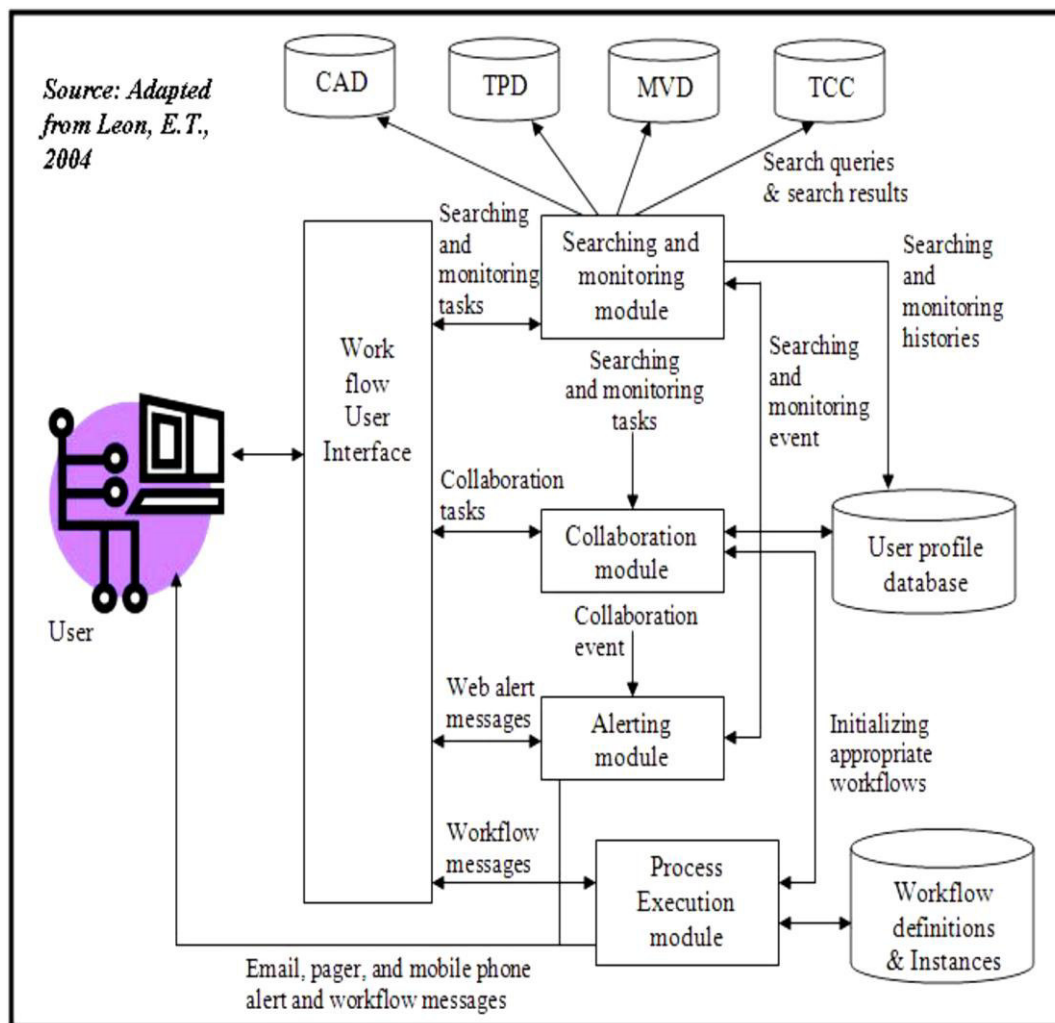 Source: Adapted
from Leon, E.T.,
2004
CAD
TPD
MVD
TCC
Search queries
& search results
Searching
and
monitoring
tasks
Searching and
monitoring
module
Searching
and
monitoring
histories
Work
flow
User
Interface
Searching
and monitoring
tasks
Searching
and
monitoring
event
Collaboration
tasks
Collaboration
module
User profile
database
User
Collaboration
event
Web alert
messages
Alerting
module
Initializing
appropriate
workflows
Workflow
messages
Process
Execution
module
Workflow
definitions
& Instances
Email, pager, and mobile phone
alert and workflow messages